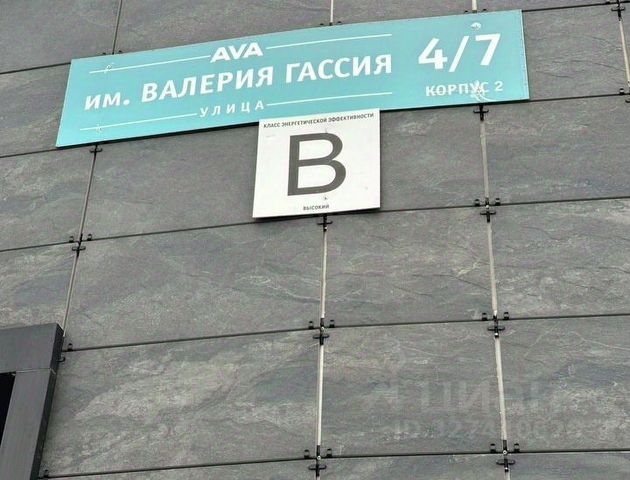 AVA
им. ВАЛЕРИЯ ГАССИЯ
УЛИЦА
4/7
КОРПУС 2
КЛАСС ЭНЕРГЕТИЧЕСКОЙ ЭФФЕКТИВНОСТИ
B
ВЫСОКИЙ